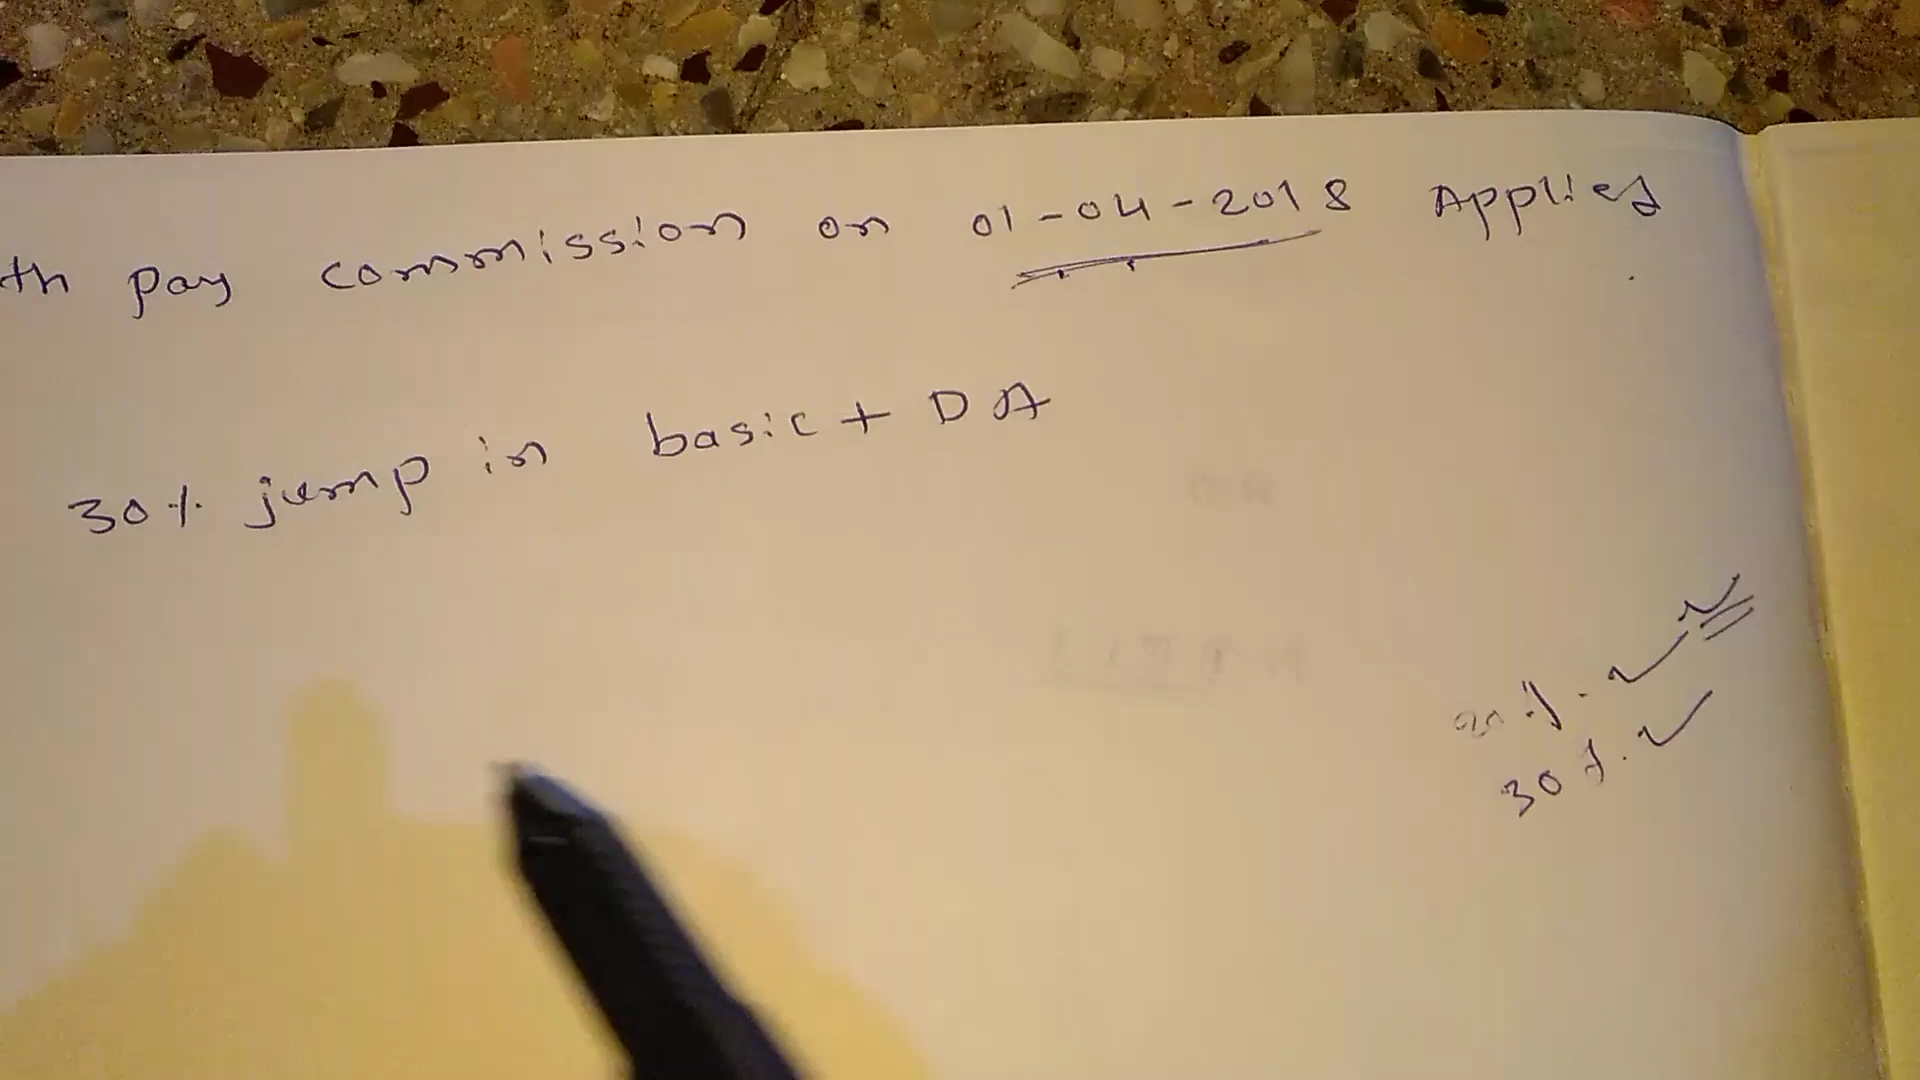 th pay commission on 01-04-2018 Applied
30% jump in basic + DA
30%